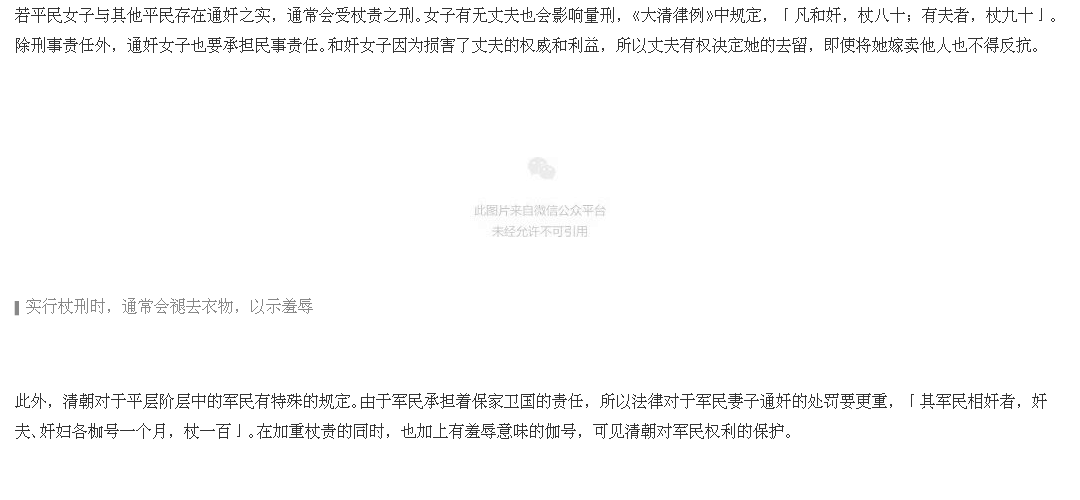 若平民女子与其他平民存在通奸之实，通常会受杖责之刑。女子有无丈夫也会影响量刑，《大清律例》中规定，「凡和奸，杖八十；有夫者，杖九十」。
除刑事责任外，通奸女子也要承担民事责任。和奸女子因为损害了丈夫的权威和利益，所以丈夫有权决定她的去留，即使将她嫁卖他人也不得反抗。
此图片来自微信公众平台
未经允许不可引用
实行杖刑时，通常会褪去衣物，以示羞辱
此外，清朝对于平层阶层中的军民有特殊的规定。由于军民承担着保家卫国的责任，所以法律对于军民妻子通奸的处罚要更重，「其军民相奸者，奸
夫、奸妇各枷号一个月，杖一百」。在加重杖责的同时，也加上有羞辱意味的伽号，可见清朝对军民权利的保护。